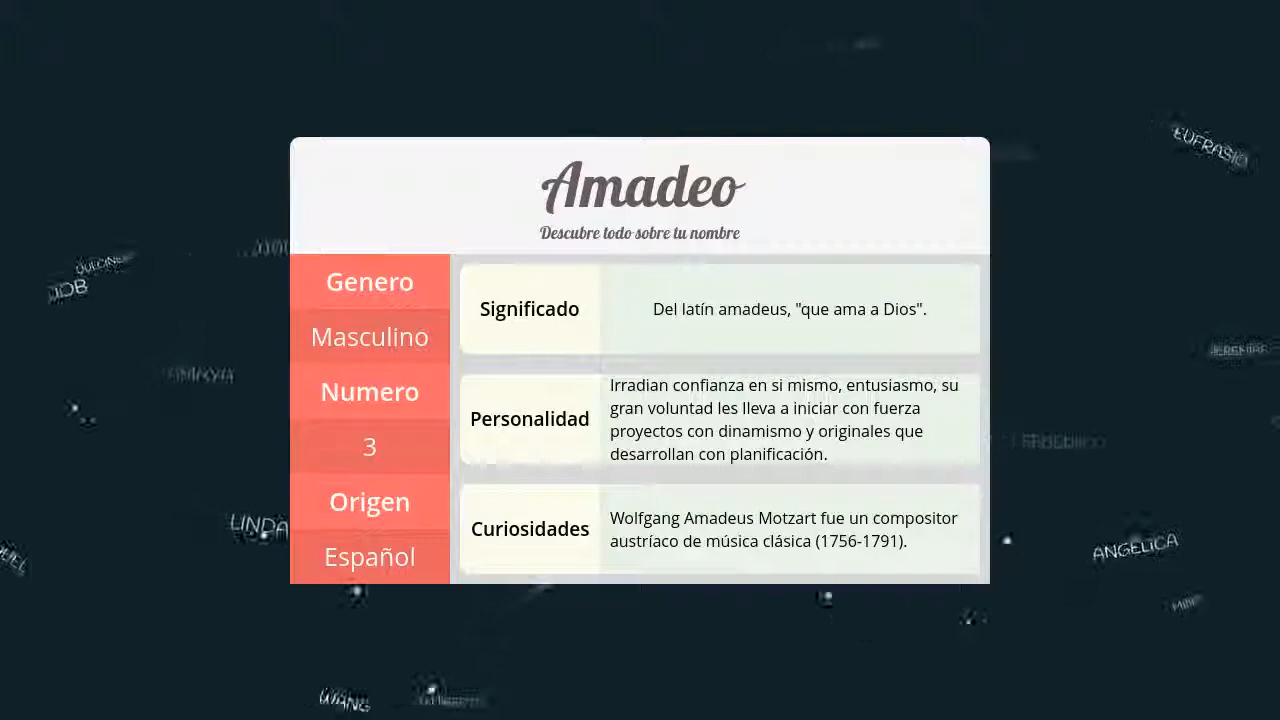 Amadeo
Descubre todo sobre tu nombre
Genero
Masculino
Numero
3
Origen
Español
Significado
Del latín amadeus, "que ama a Dios".
Personalidad
Irradian confianza en si mismo, entusiasmo, su
gran voluntad les lleva a iniciar con fuerza
proyectos con dinamismo y originales que
desarrollan con planificación.
Curiosidades
Wolfgang Amadeus Motzart fue un compositor
austríaco de música clásica (1756-1791).
EUFRASIO
LINDA
ANGELICA
WANG